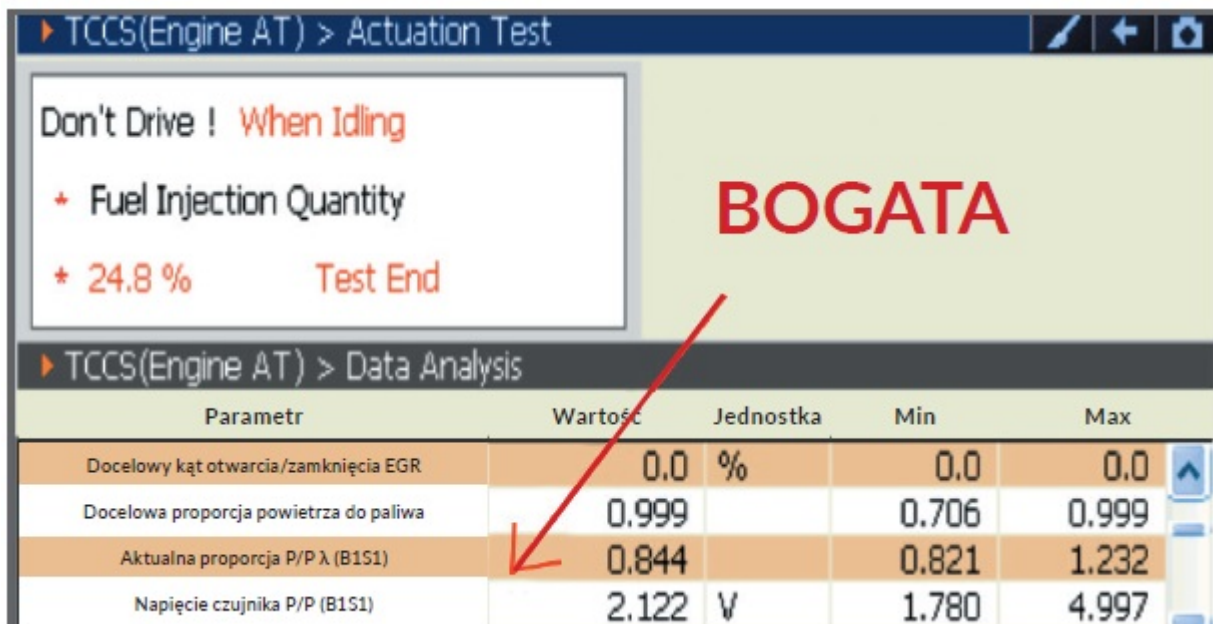 TCCS(Engine AT) > Actuation Test
Don't Drive ! When Idling
* Fuel Injection Quantity
* 24.8 % Test End
BOGATA
TCCS(Engine AT) > Data Analysis
Parametr Wartość Jednostka Min Max
Docelowy kąt otwarcia/zamknięcia EGR 0.0 % 0.0 0.0
Docelowa proporcja powietrza do paliwa 0.999 0.706 0.999
Aktualna proporcja P/P λ (B1S1) 0.844 0.821 1.232
Napięcie czujnika P/P (B1S1) 2.122 V 1.780 4.997